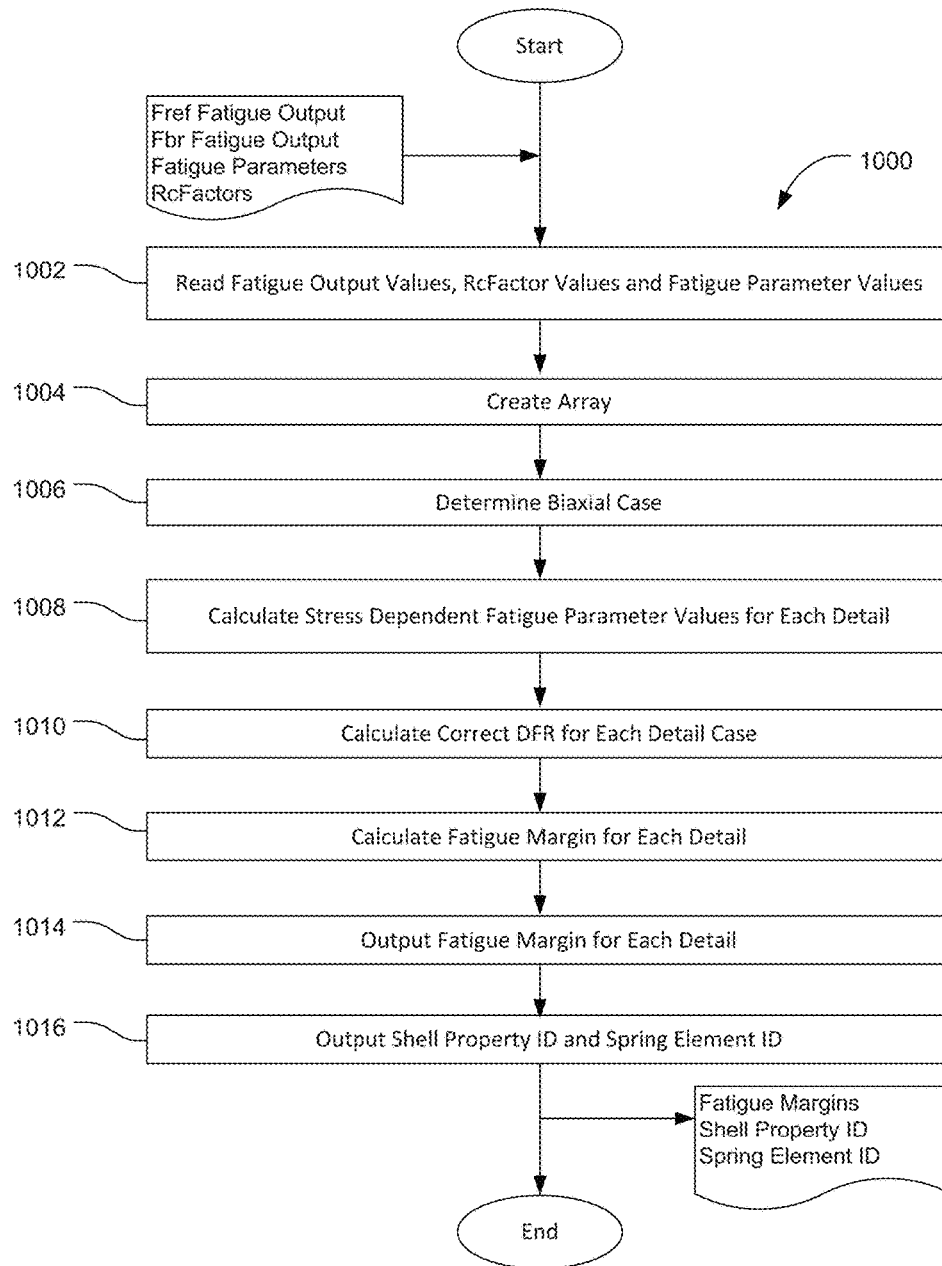 Start
Fref Fatigue Output
Fbr Fatigue Output
Fatigue Parameters
RcFactors
1000
1002
Read Fatigue Output Values, RcFactor Values and Fatigue Parameter Values
1004
Create Array
1006
Determine Biaxial Case
1008
Calculate Stress Dependent Fatigue Parameter Values for Each Detail
1010
Calculate Correct DFR for Each Detail Case
1012
Calculate Fatigue Margin for Each Detail
1014
Output Fatigue Margin for Each Detail
1016
Output Shell Property ID and Spring Element ID
Fatigue Margins
Shell Property ID
Spring Element ID
End